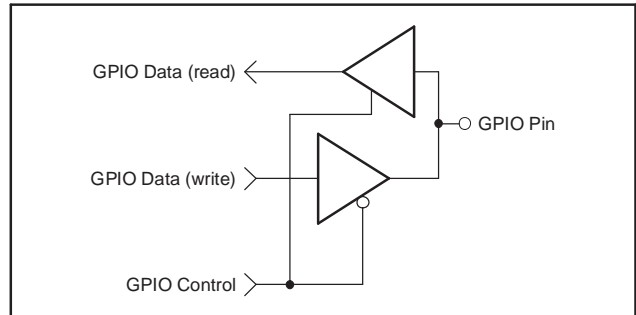 GPIO Data (read)
GPIO Pin
GPIO Data (write)
GPIO Control